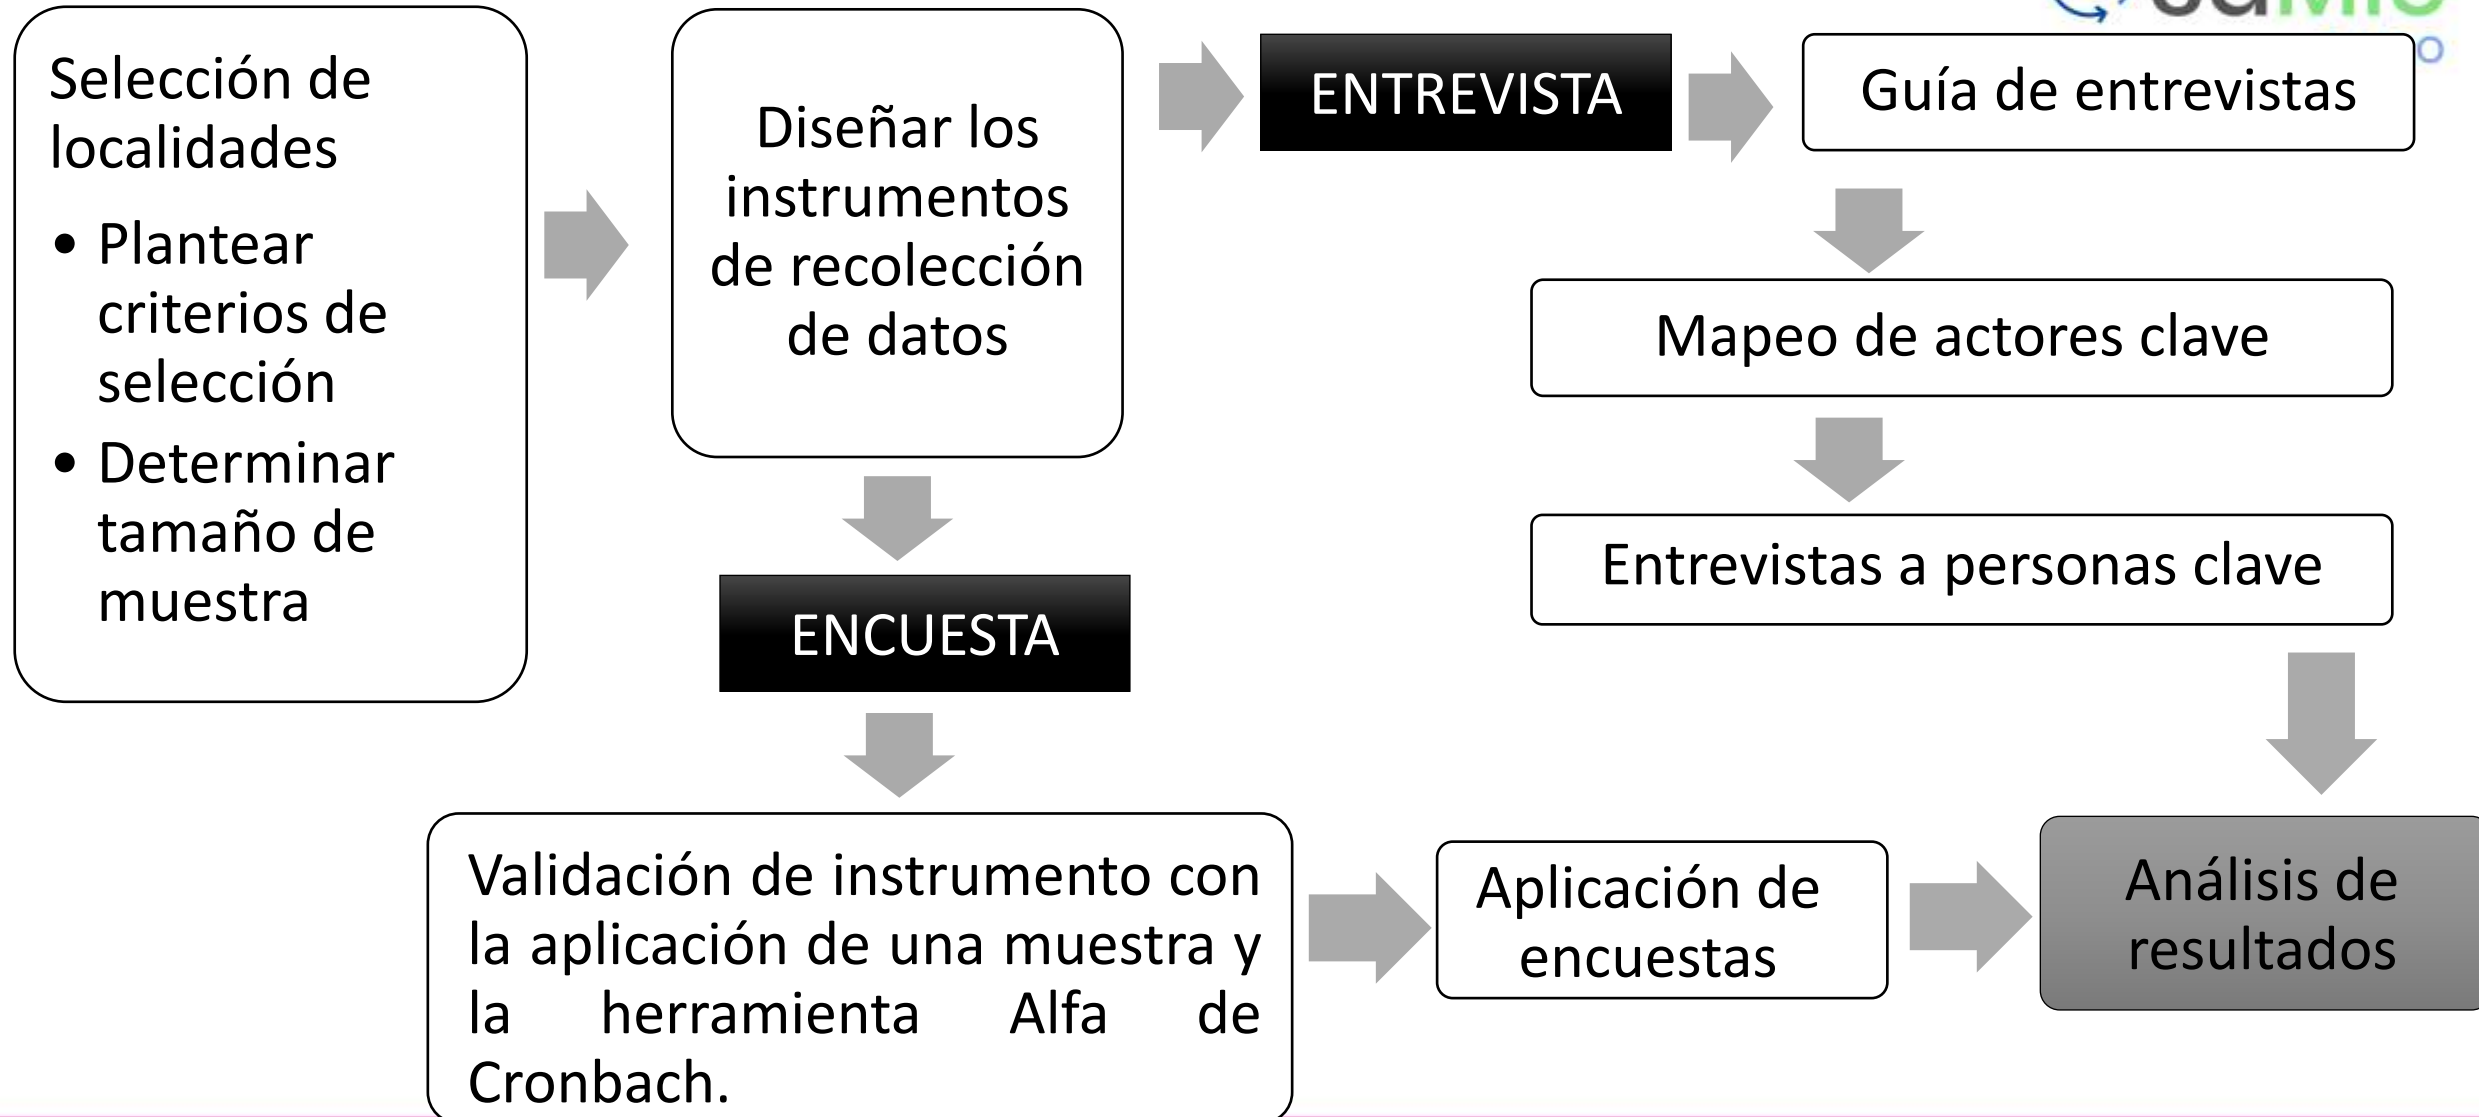 Selección de
localidades
• Plantear
criterios de
selección
• Determinar
tamaño de
muestra
Diseñar los
instrumentos
de recolección
de datos
ENTREVISTA
Guía de entrevistas
Mapeo de actores clave
Entrevistas a personas clave
ENCUESTA
Validación de instrumento con
la aplicación de una muestra y
la herramienta Alfa de
Cronbach.
Aplicación de
encuestas
Análisis de
resultados